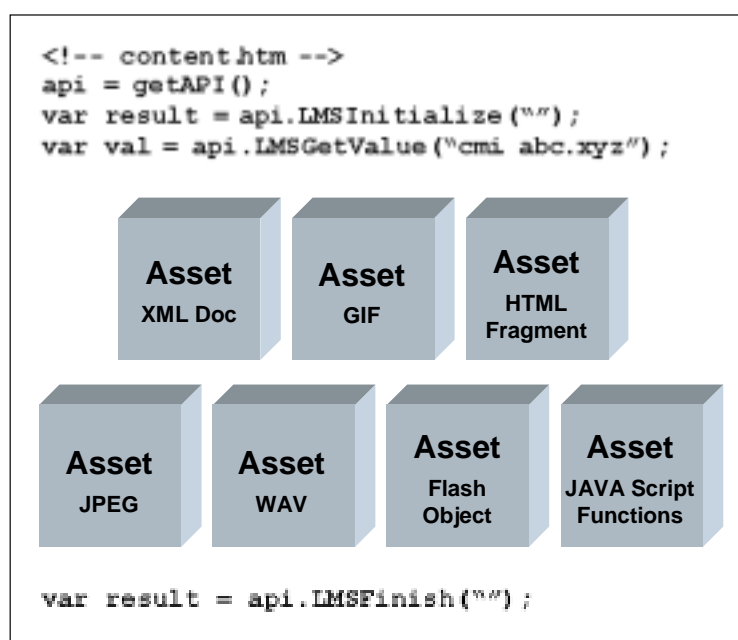 <!-- content.htm -->
api = getAPI();
var result = api.LMSInitialize(“”);
var val = api.LMSGetValue(“cmi abc.xyz”);
Asset
XML Doc
Asset
GIF
Asset
HTML
Fragment
Asset
JPEG
Asset
WAV
Asset
Flash
Object
Asset
JAVA Script
Functions
var result = api.LMSFinish(“”);